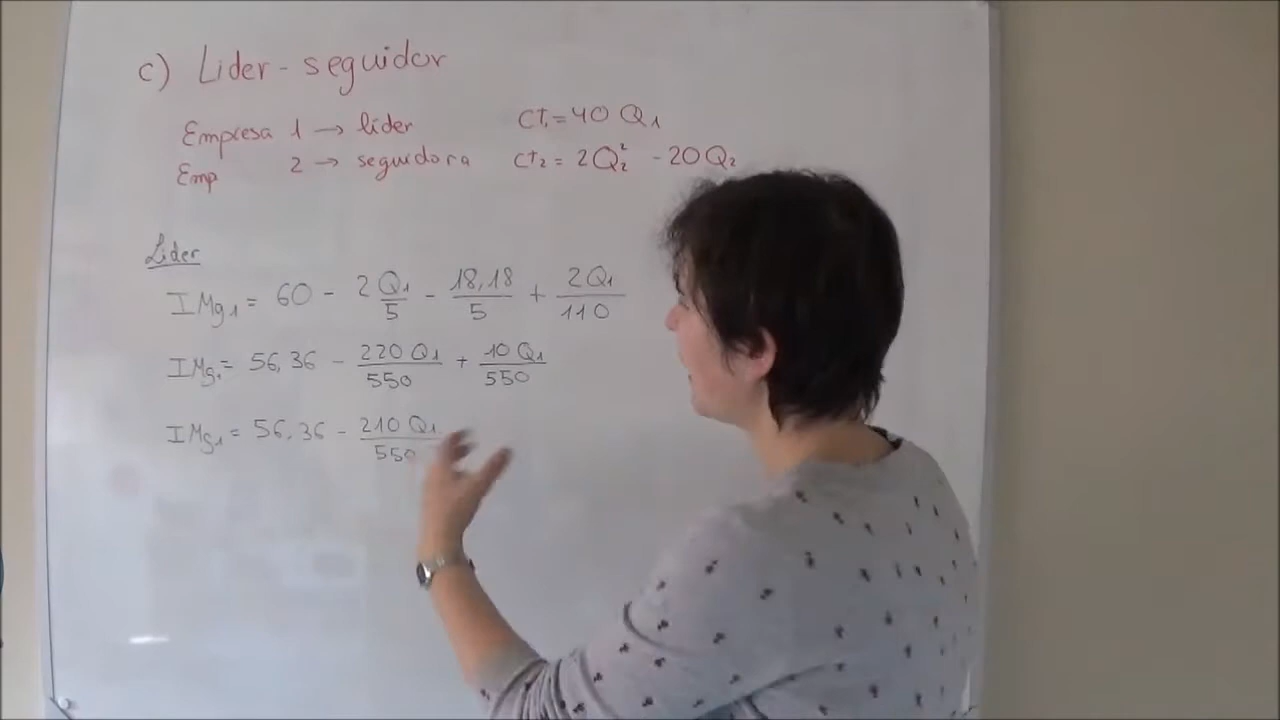 c) Lider - seguidor
Empresa 1 → líder CT₁ = 40 Q₁
Emp 2 → seguidora CT₂ = 2Q₂² - 20Q₂
Lider
IMg₁ = 60 - 2Q₁/5 - 18,18/5 + 2Q₁/110
IMg₁ = 56,36 - 220Q₁/550 + 10Q₁/550
IMg₁ = 56,36 - 210Q₁/550